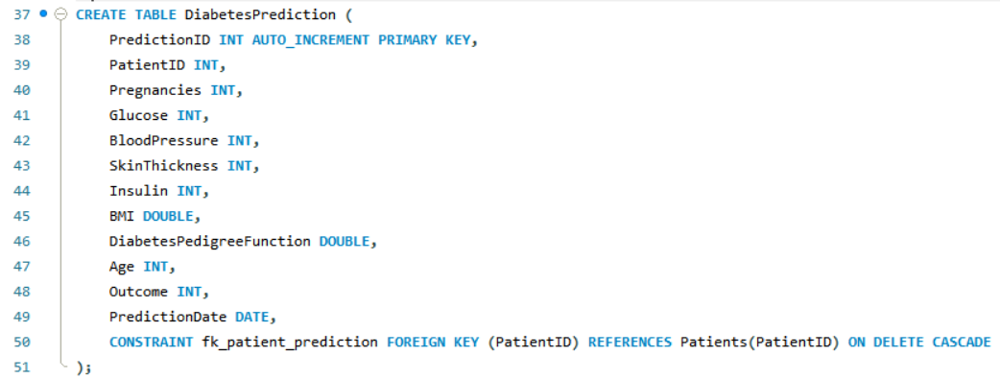 37 CREATE TABLE DiabetesPrediction (
38 PredictionID INT AUTO_INCREMENT PRIMARY KEY,
39 PatientID INT,
40 Pregnancies INT,
41 Glucose INT,
42 BloodPressure INT,
43 SkinThickness INT,
44 Insulin INT,
45 BMI DOUBLE,
46 DiabetesPedigreeFunction DOUBLE,
47 Age INT,
48 Outcome INT,
49 PredictionDate DATE,
50 CONSTRAINT fk_patient_prediction FOREIGN KEY (PatientID) REFERENCES Patients(PatientID) ON DELETE CASCADE
51 );